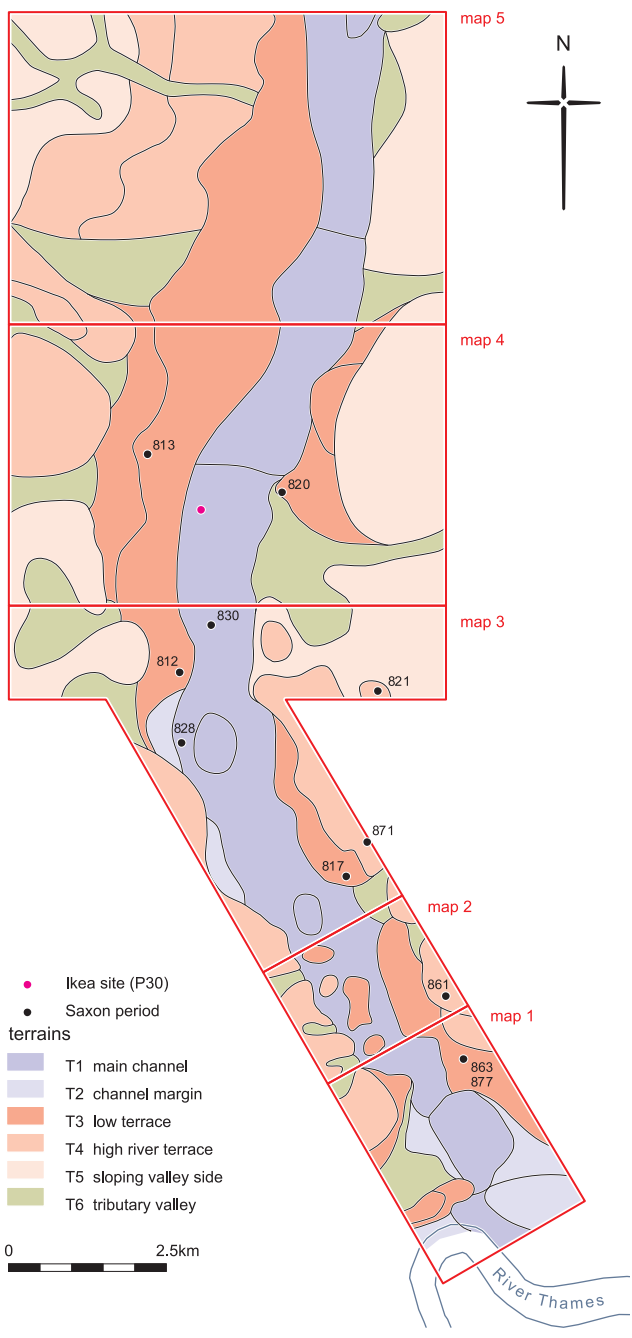 map 5
N
map 4
813
820
map 3
830
812
821
828
871
817
map 2
861
map 1
863
877
Ikea site (P30)
Saxon period
terrains
T1 main channel
T2 channel margin
T3 low terrace
T4 high river terrace
T5 sloping valley side
T6 tributary valley
0 2.5km
River Thames